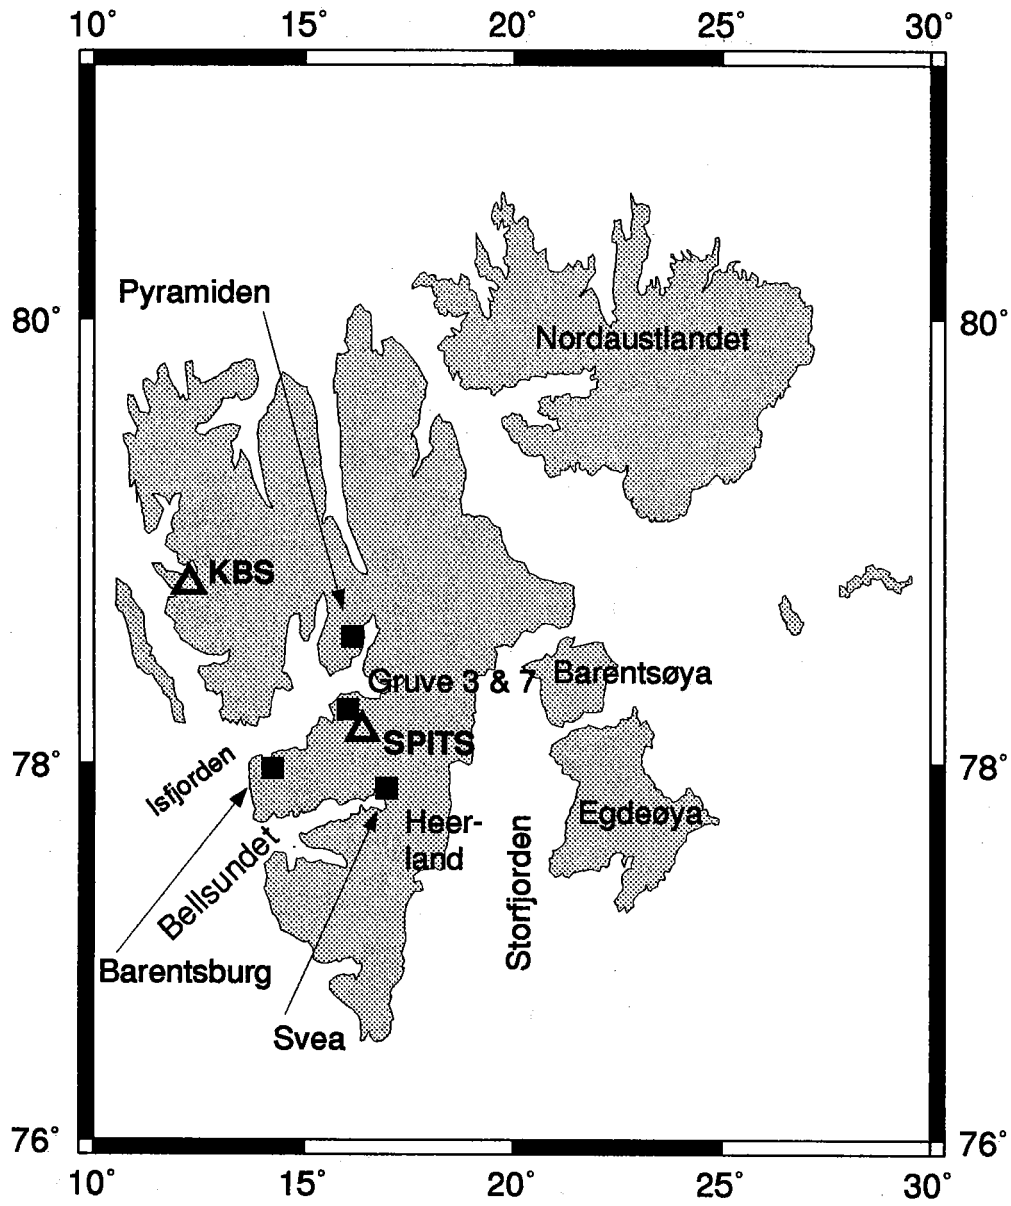 10° 15° 20° 25° 30°
Pyramiden
80° 80°
Nordaustlandet
KBS
Gruve 3 & 7
Barentsøya
SPITS
78° 78°
Isfjorden
Egdeøya
Heer-
land
Bellsundet
Storfjorden
Barentsburg
Svea
76° 76°
10° 15° 20° 25° 30°